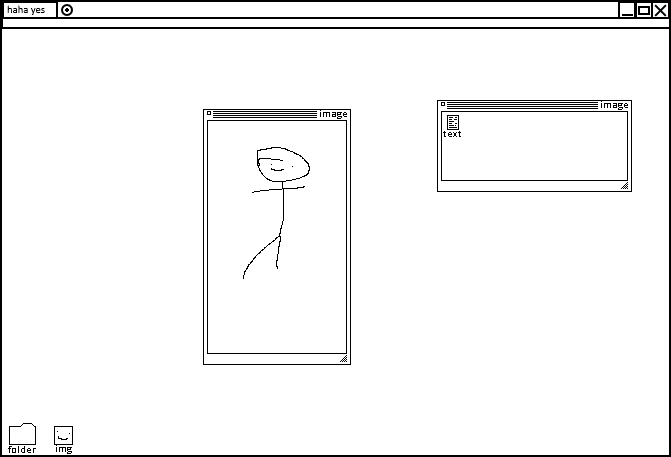 haha yes
image
image
text
folder
img